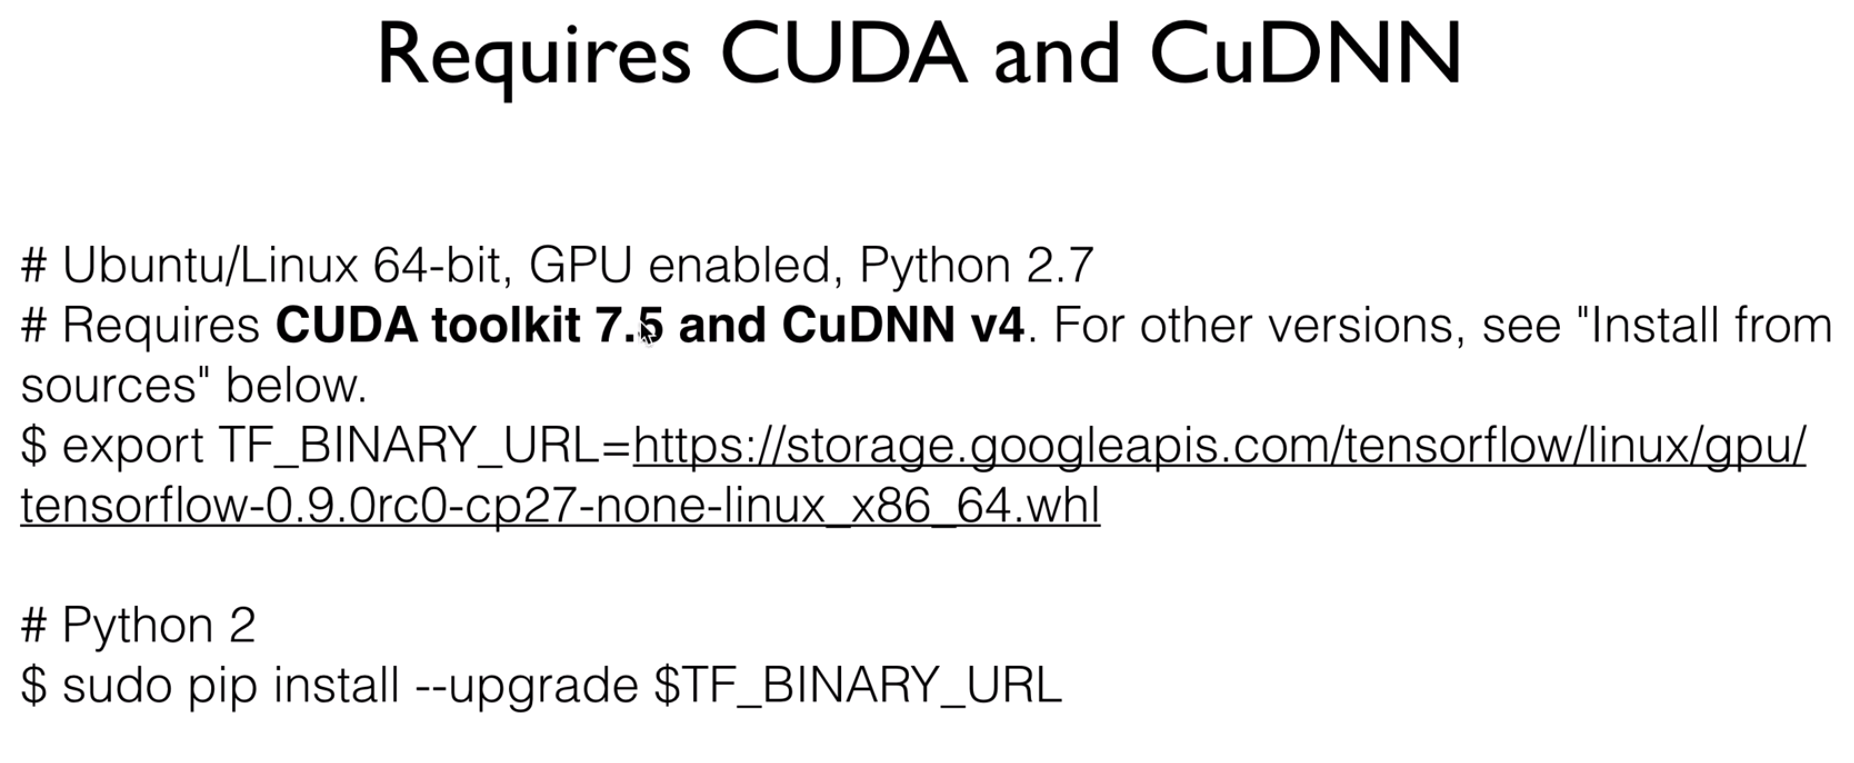 Requires CUDA and CuDNN
# Ubuntu/Linux 64-bit, GPU enabled, Python 2.7
# Requires CUDA toolkit 7.5 and CuDNN v4. For other versions, see "Install from
sources" below.
$ export TF_BINARY_URL=https://storage.googleapis.com/tensorflow/linux/gpu/
tensorflow-0.9.0rc0-cp27-none-linux_x86_64.whl
# Python 2
$ sudo pip install --upgrade $TF_BINARY_URL